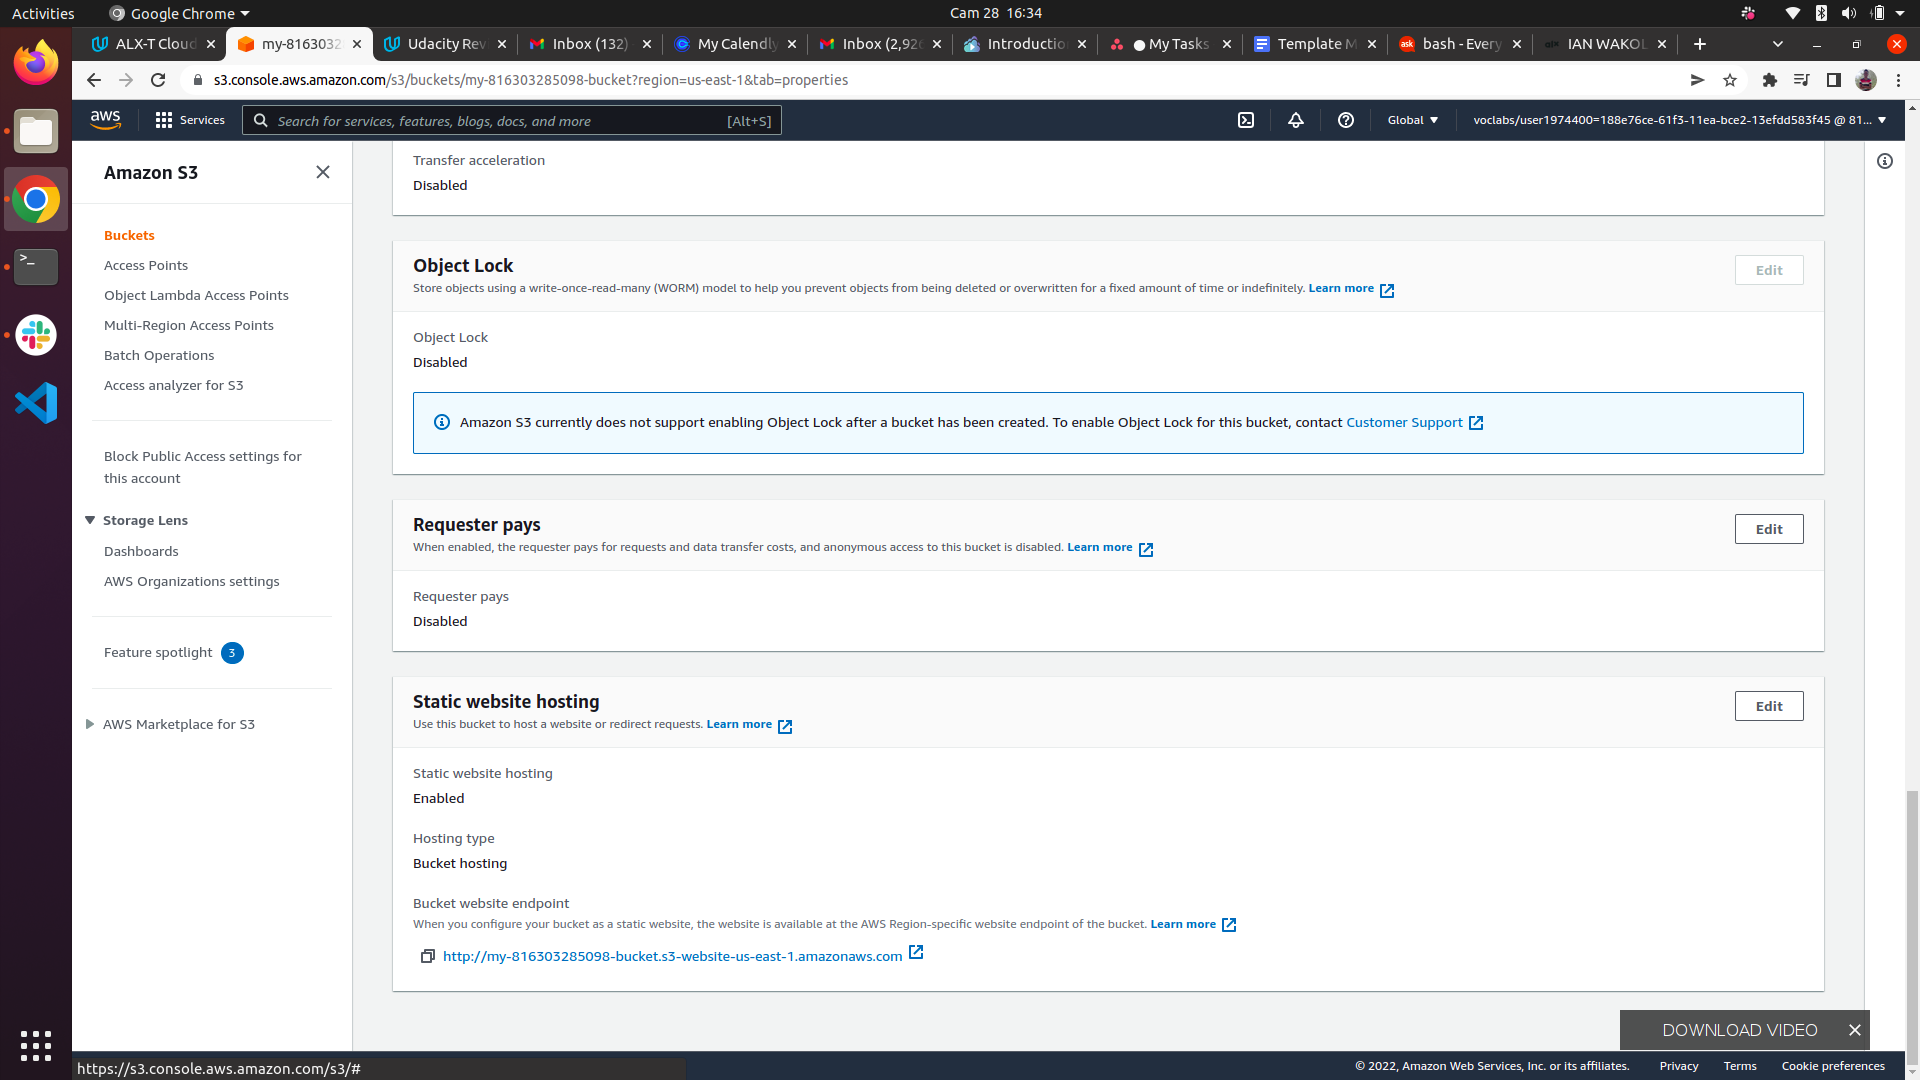 Activities
Google Chrome
Cam 28 16:34
ALX-T Cloud
my-8163032
Udacity Rev
Inbox (132)
My Calendly
Inbox (2,926
Introduction
My Tasks
Template M
bash - Every
IAN WAKOL
s3.console.aws.amazon.com/s3/buckets/my-816303285098-bucket?region=us-east-1&tab=properties
aws
Services
Search for services, features, blogs, docs, and more
[Alt+S]
Global
voclabs/user1974400=188e76ce-61f3-11ea-bce2-13efdd583f45 @ 81...
Amazon S3
Buckets
Access Points
Object Lambda Access Points
Multi-Region Access Points
Batch Operations
Access analyzer for S3
Block Public Access settings for
this account
Storage Lens
Dashboards
AWS Organizations settings
Feature spotlight 3
AWS Marketplace for S3
Transfer acceleration
Disabled
Object Lock
Edit
Store objects using a write-once-read-many (WORM) model to help you prevent objects from being deleted or overwritten for a fixed amount of time or indefinitely. Learn more
Object Lock
Disabled
Amazon S3 currently does not support enabling Object Lock after a bucket has been created. To enable Object Lock for this bucket, contact Customer Support
Requester pays
Edit
When enabled, the requester pays for requests and data transfer costs, and anonymous access to this bucket is disabled. Learn more
Requester pays
Disabled
Static website hosting
Edit
Use this bucket to host a website or redirect requests. Learn more
Static website hosting
Enabled
Hosting type
Bucket hosting
Bucket website endpoint
When you configure your bucket as a static website, the website is available at the AWS Region-specific website endpoint of the bucket. Learn more
http://my-816303285098-bucket.s3-website-us-east-1.amazonaws.com
DOWNLOAD VIDEO
https://s3.console.aws.amazon.com/s3/#
© 2022, Amazon Web Services, Inc. or its affiliates.
Privacy
Terms
Cookie preferences